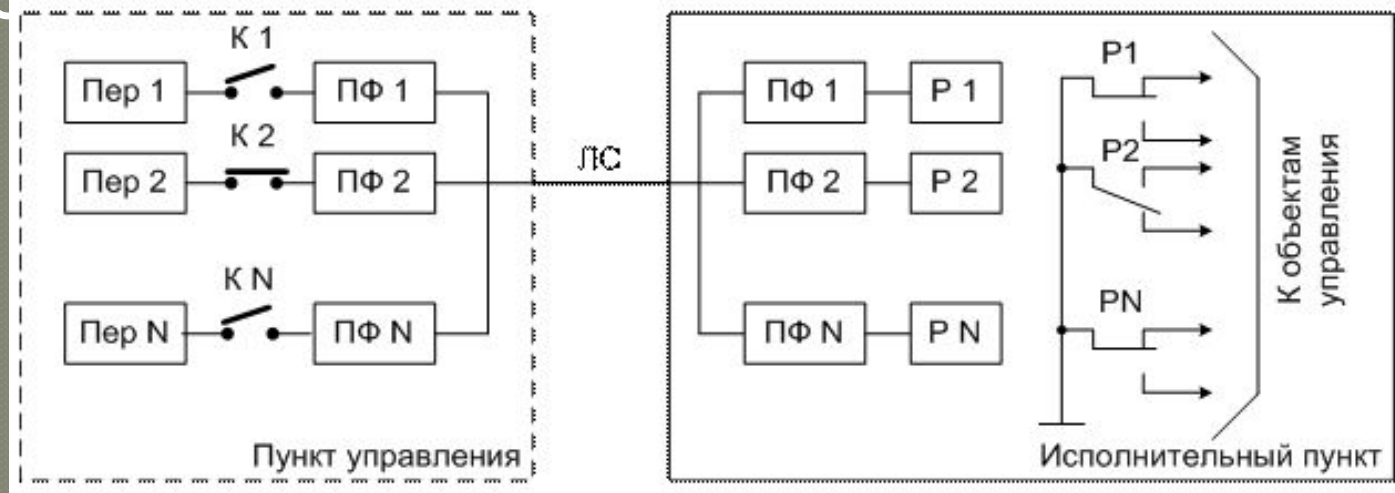 К 1
Пер 1
ПФ 1
К 2
Пер 2
ПФ 2
К N
Пер N
ПФ N
Пункт управления
ЛС
ПФ 1
Р 1
ПФ 2
Р 2
ПФ N
Р N
Р1
Р2
РN
К объектам
управления
Исполнительный пункт